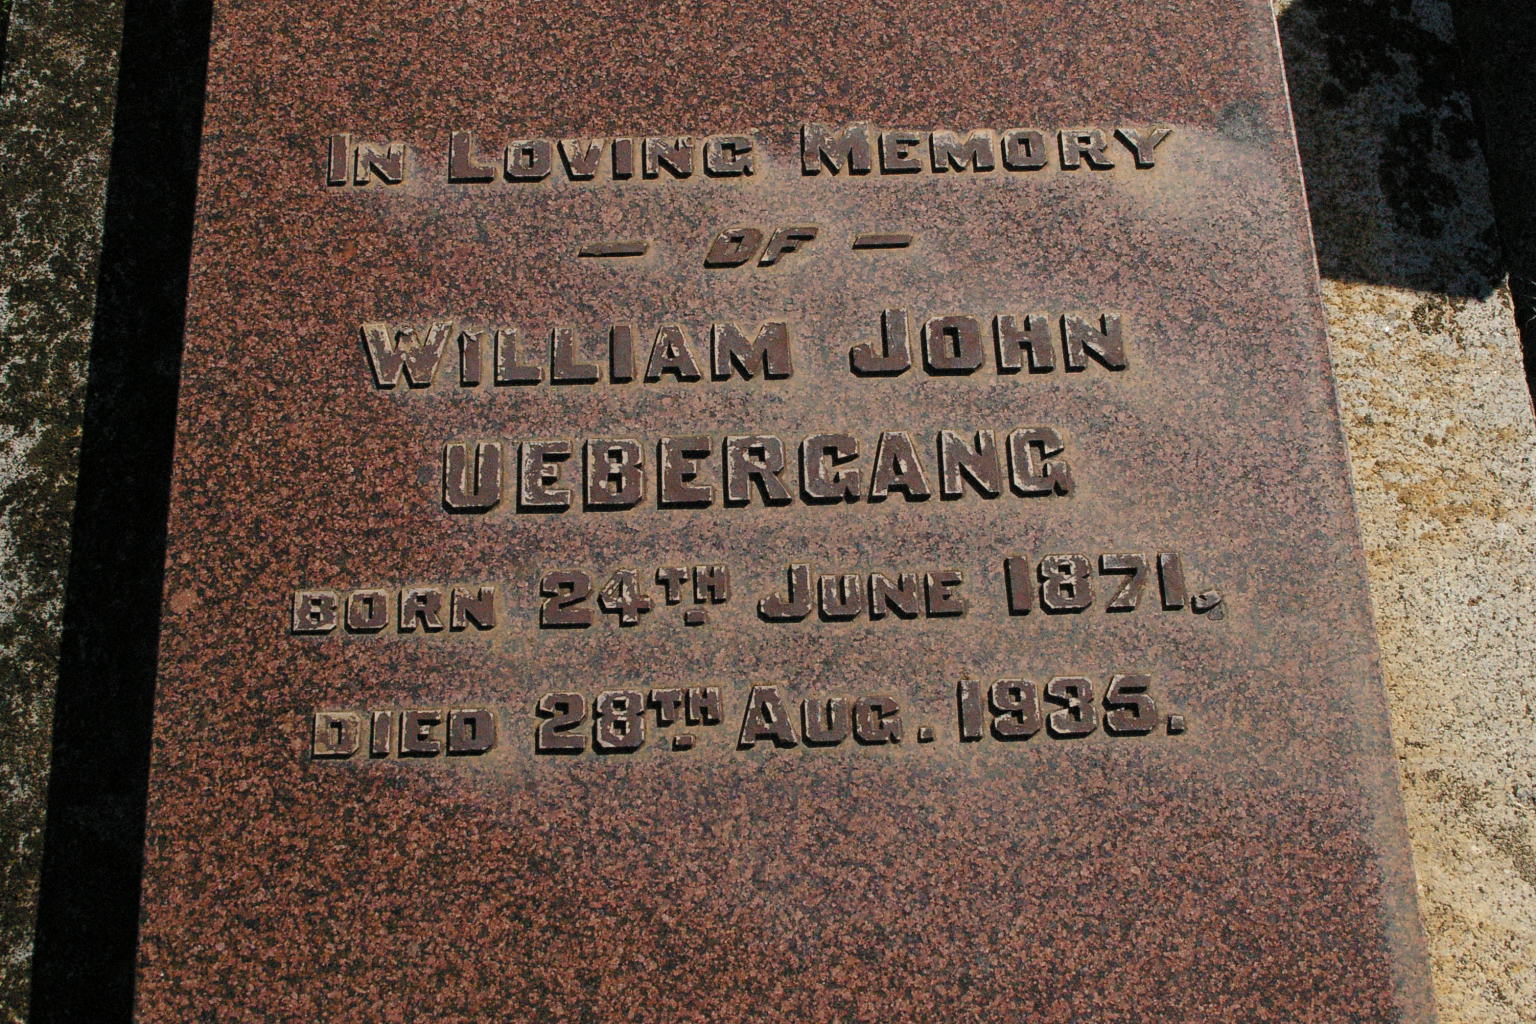 In Loving Memory
— OF —
William John
UEBERGANG
BORN 24TH June 1871.
DIED 28TH Aug. 1935.